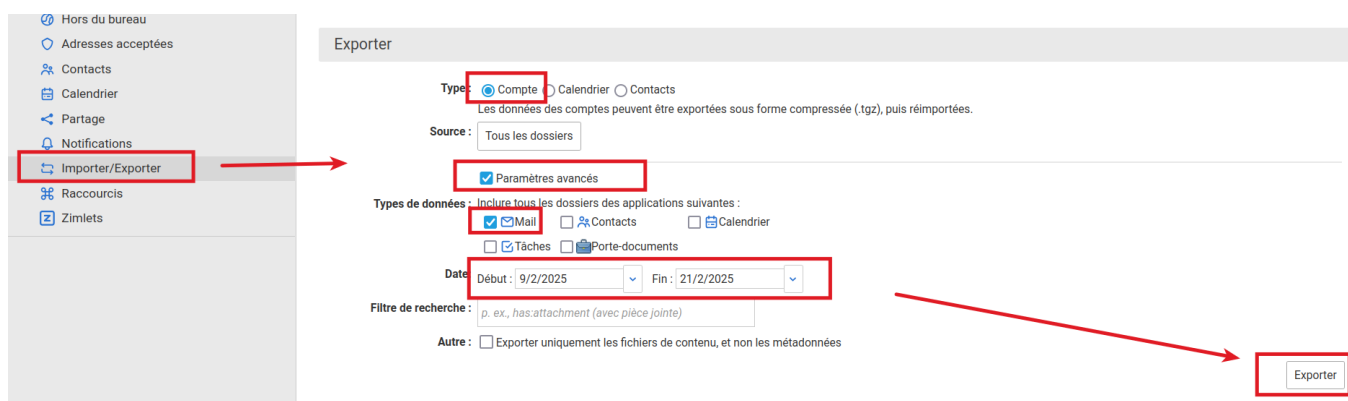 Hors du bureau
Adresses acceptées
Contacts
Calendrier
Partage
Notifications
Importer/Exporter
Raccourcis
Zimlets
Exporter
Type : Compte Calendrier Contacts
Les données des comptes peuvent être exportées sous forme compressée (.tgz), puis réimportées.
Source : Tous les dossiers
Paramètres avancés
Types de données : Inclure tous les dossiers des applications suivantes :
Mail Contacts Calendrier
Tâches Porte-documents
Date Début : 9/2/2025 Fin : 21/2/2025
Filtre de recherche : p. ex., has:attachment (avec pièce jointe)
Autre : Exporter uniquement les fichiers de contenu, et non les métadonnées
Exporter